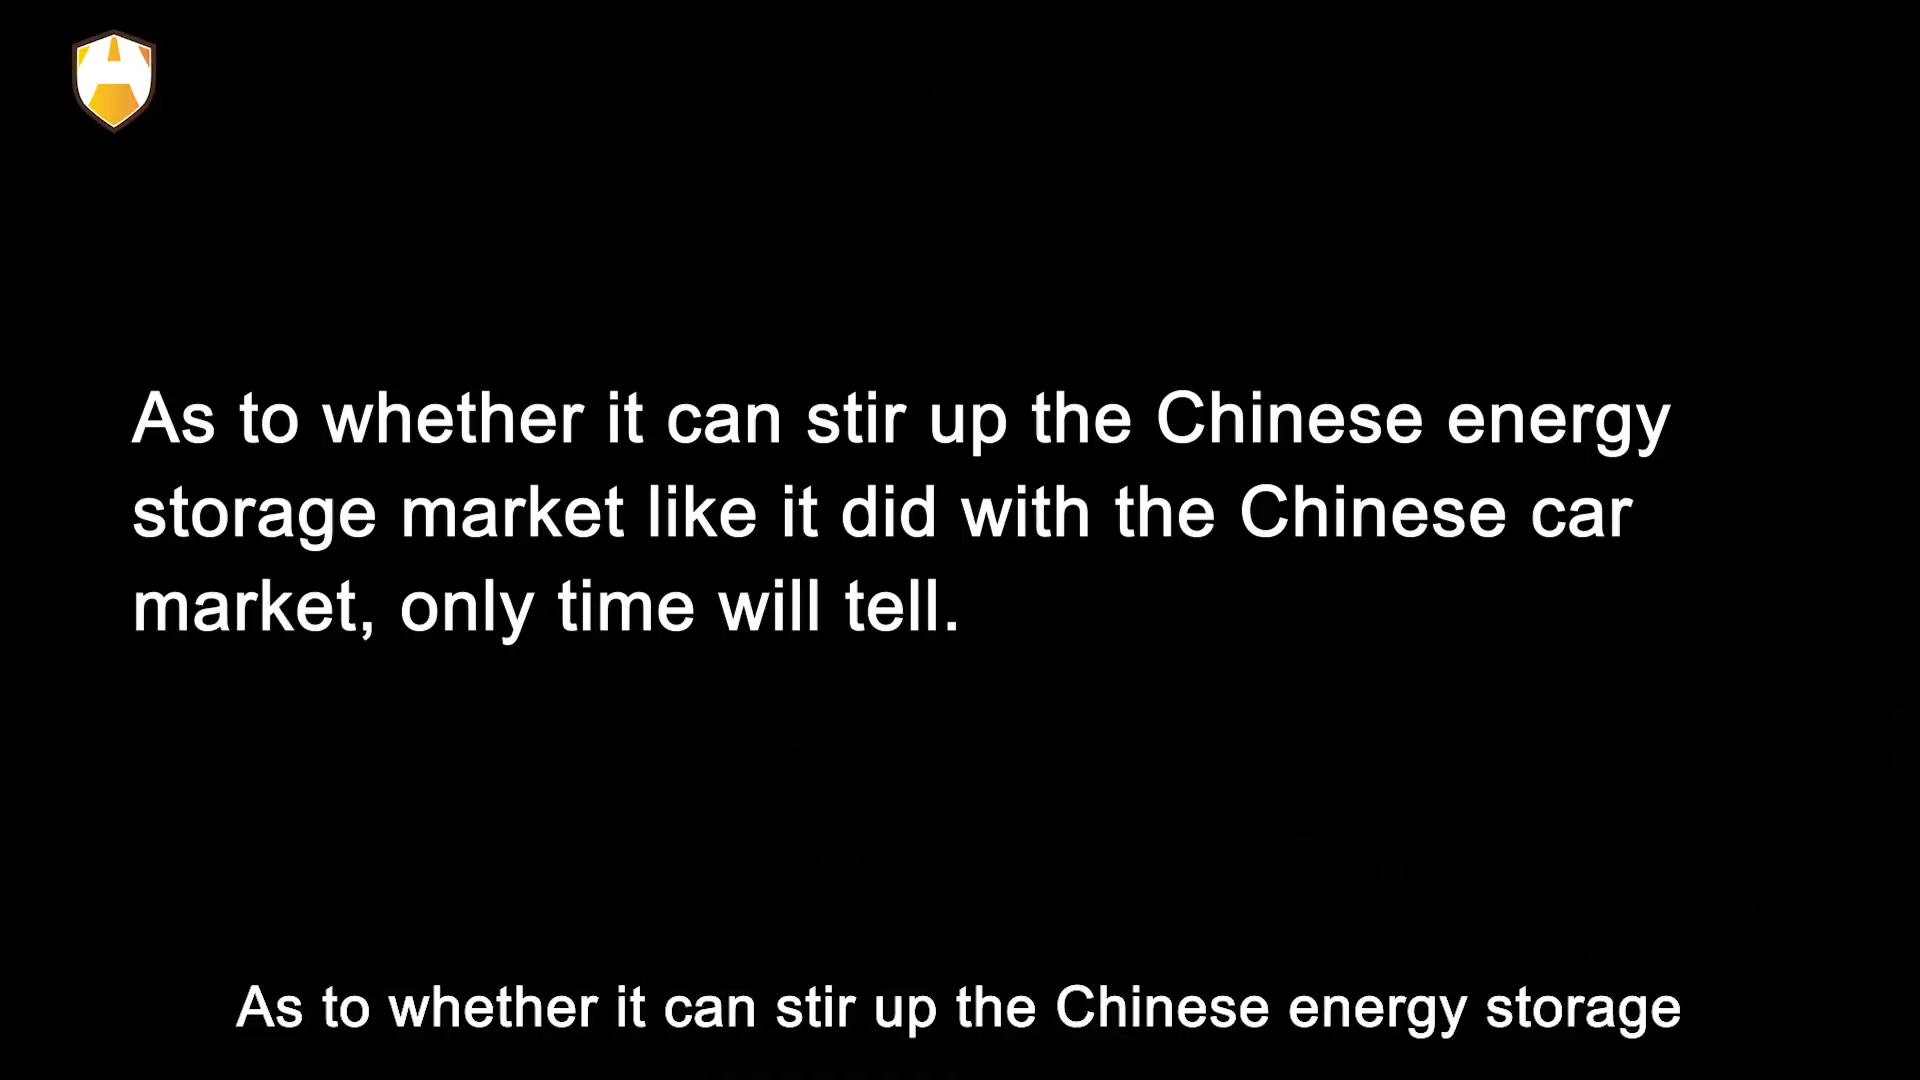 As to whether it can stir up the Chinese energy
storage market like it did with the Chinese car
market, only time will tell.
As to whether it can stir up the Chinese energy storage